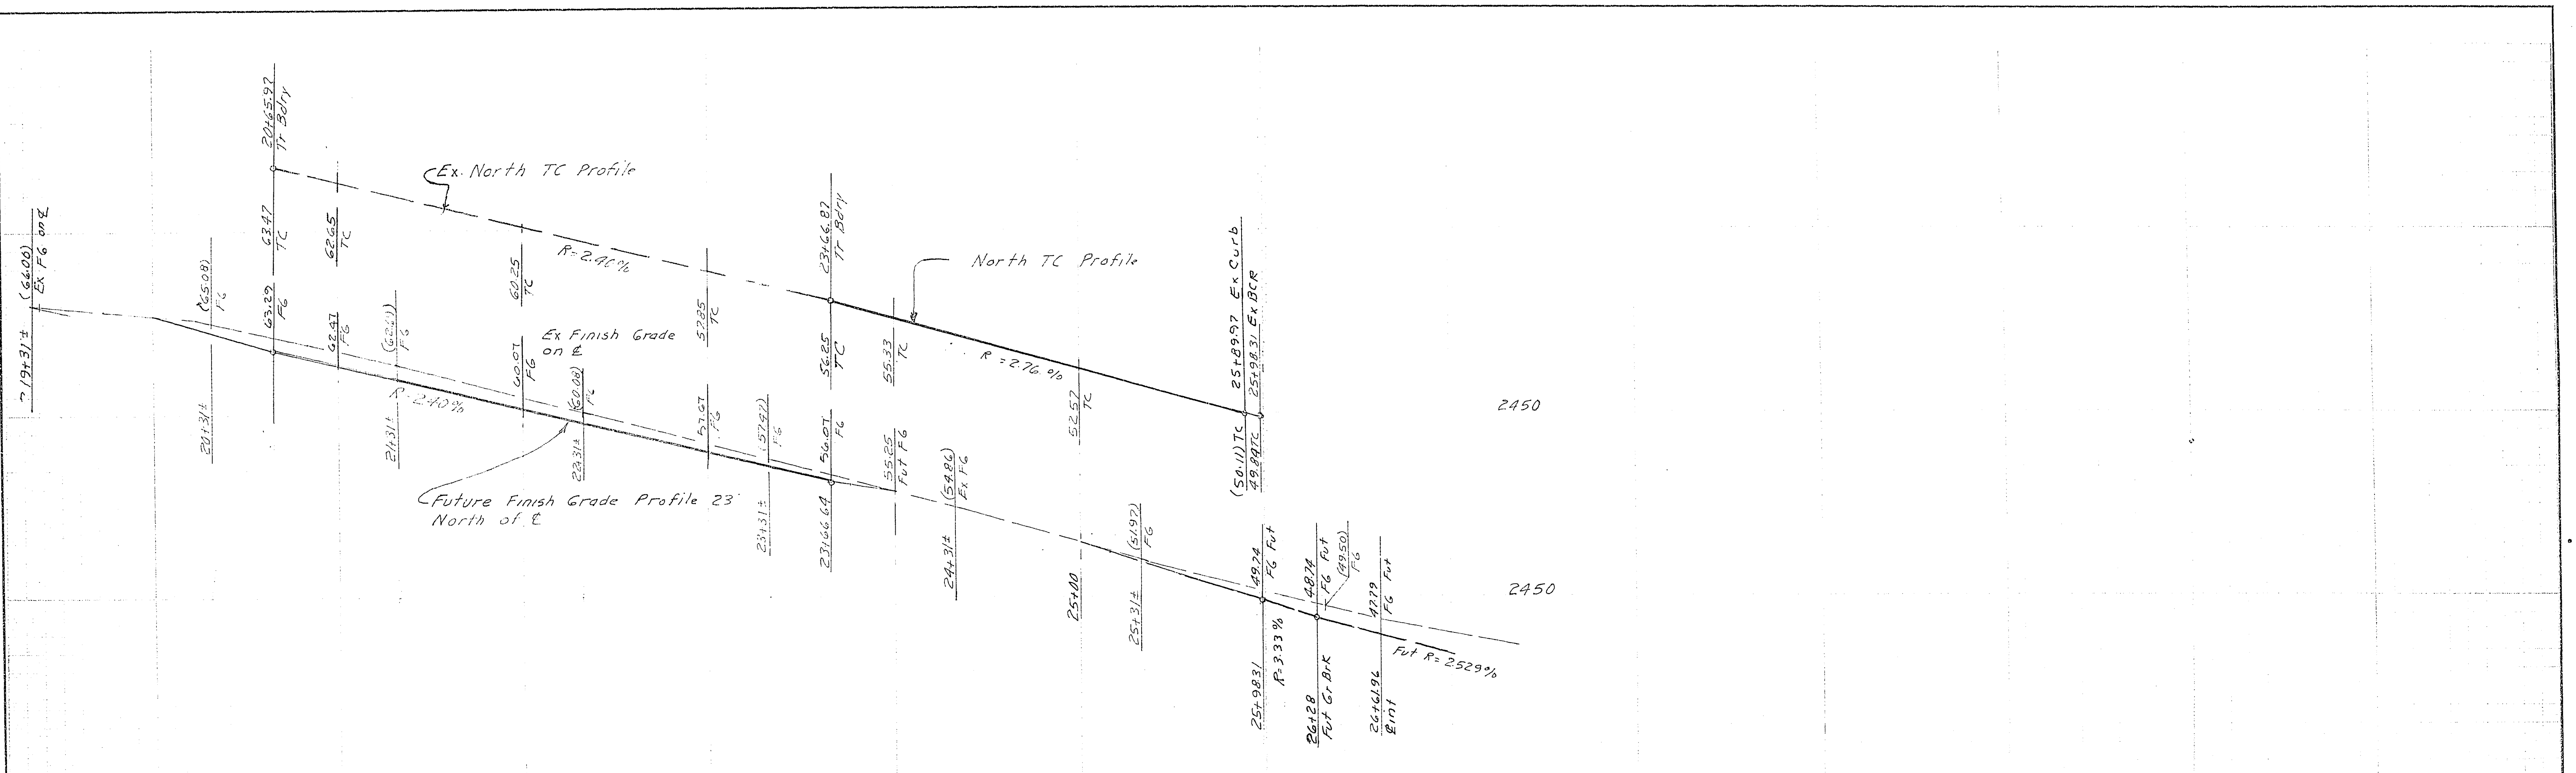 19+31±
(66.00)
Ex F6 on ℄
(65.08)
FG
20+31±
20+65.97
Tr Bdry
63.47
TC
63.29
FG
62.65
TC
62.47
FG
FG
21+31±
Ex. North TC Profile
R=2.40%
R=2.40%
60.25
TC
60.07
FG
Ex Finish Grade
on ℄
(60.08)
FG
22+31±
Future Finish Grade Profile 23'
North of ℄
57.85
TC
57.67
FG
(57.47)
FG
23+31±
23+66.87
Tr Bdry
56.25
TC
56.07
FG
23+66.64
55.33
TC
55.25
Fut FG
North TC Profile
R=2.76%
(54.86)
Ex FG
24+31±
52.57
TC
25+00
(51.97)
FG
25+31±
25+89.97 Ex Curb
(50.11) TC
25+98.31 Ex BCR
49.84 TC
49.74
FG Fut
25+98.31
R=3.33%
48.74
FG Fut
26+28
Fut Gr Brk
(49.50)
FG
47.79
FG Fut
26+61.96
℄ int
Fut R=2.529%
2450
2450